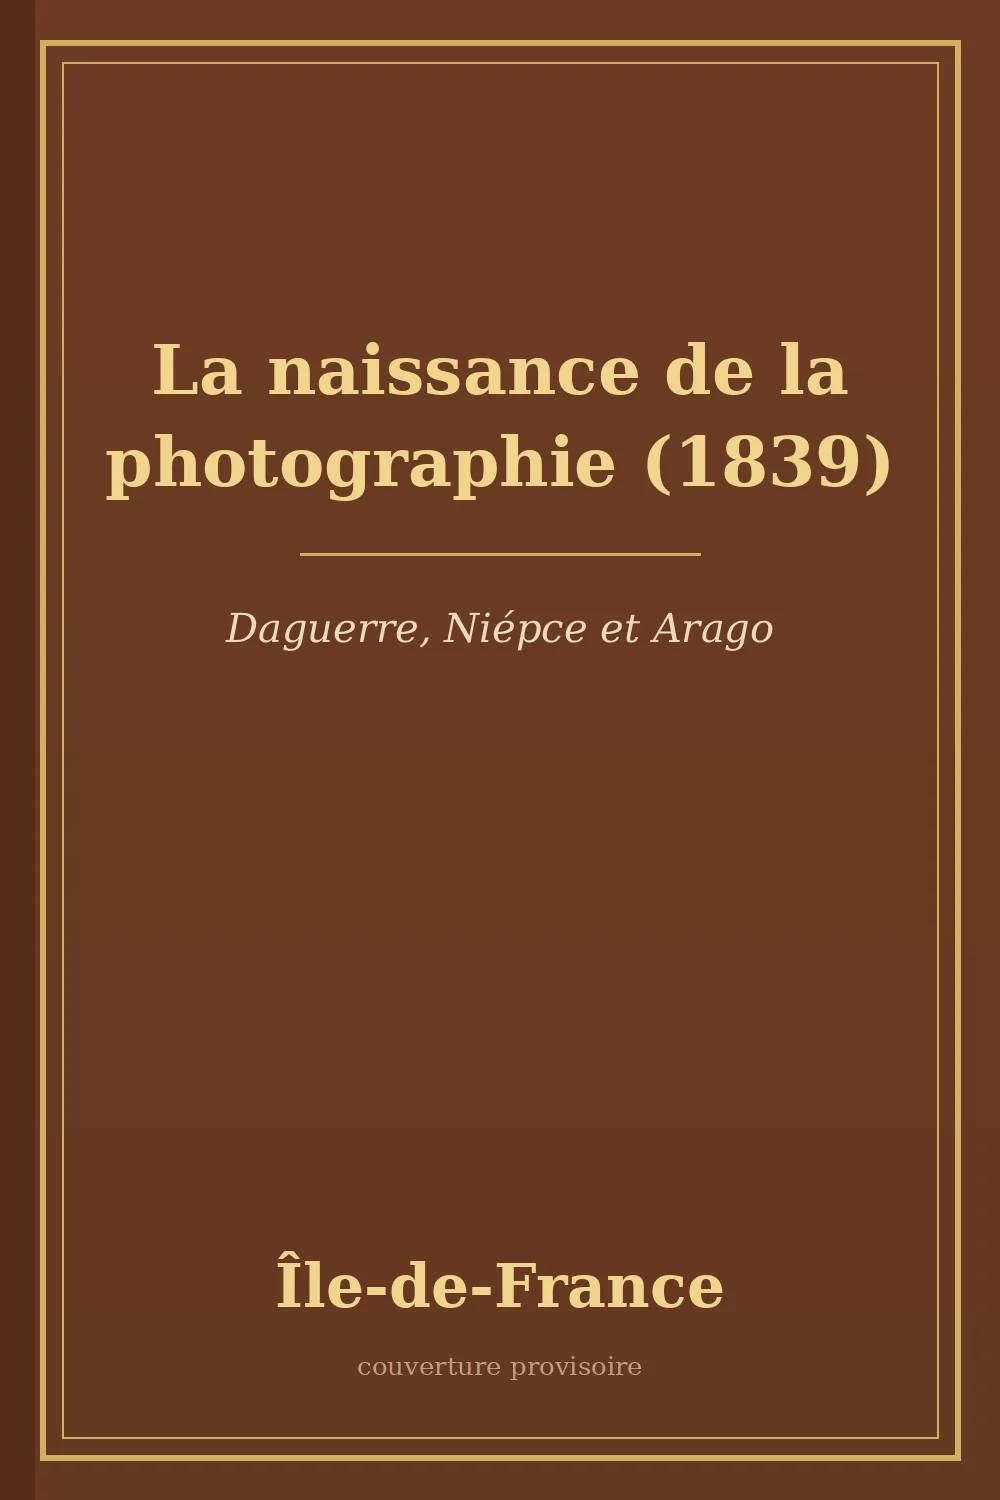 La naissance de la
photographie (1839)
Daguerre, Niépce et Arago
Île-de-France
couverture provisoire